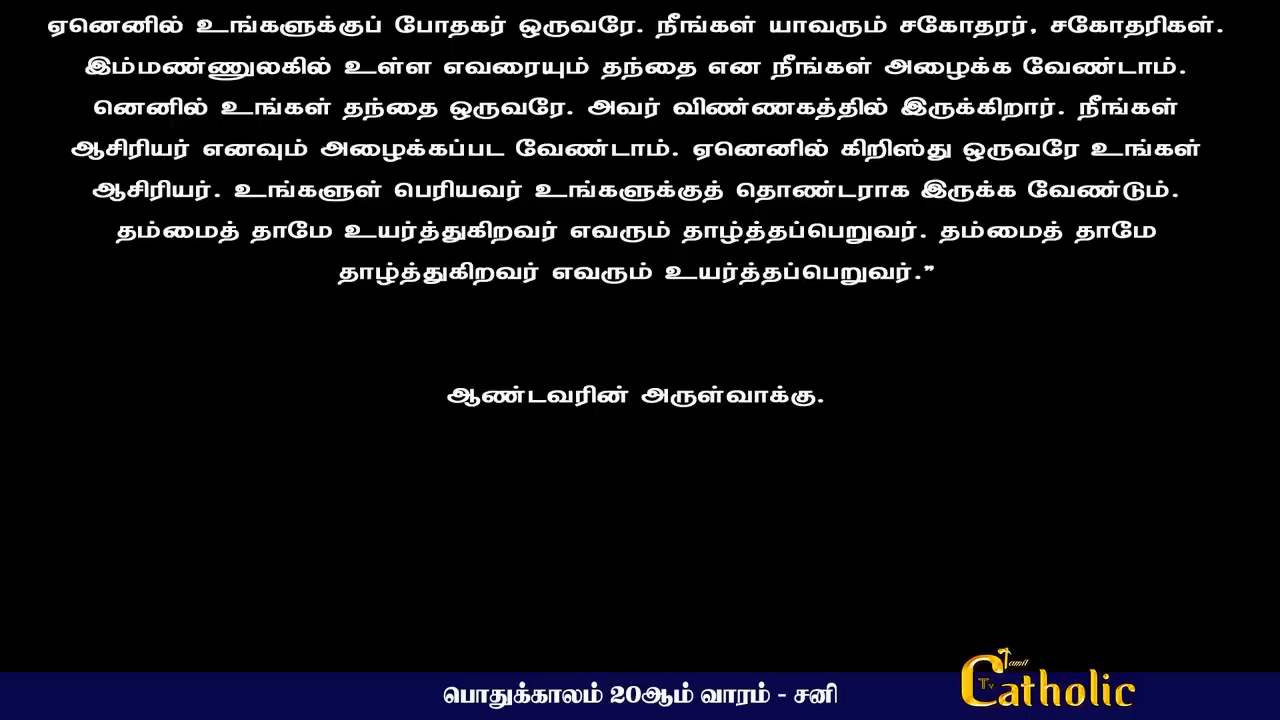 ஏனெனில் உங்களுக்குப் போதகர் ஒருவரே. நீங்கள் யாவரும் சகோதரர், சகோதரிகள்.
இம்மண்ணுலகில் உள்ள எவரையும் தந்தை என நீங்கள் அழைக்க வேண்டாம்.
னெனில் உங்கள் தந்தை ஒருவரே. அவர் விண்ணகத்தில் இருக்கிறார். நீங்கள்
ஆசிரியர் எனவும் அழைக்கப்பட வேண்டாம். ஏனெனில் கிறிஸ்து ஒருவரே உங்கள்
ஆசிரியர். உங்களுள் பெரியவர் உங்களுக்குத் தொண்டராக இருக்க வேண்டும்.
தம்மைத் தாமே உயர்த்துகிறவர் எவரும் தாழ்த்தப்பெறுவர். தம்மைத் தாமே
தாழ்த்துகிறவர் எவரும் உயர்த்தப்பெறுவர்.”
ஆண்டவரின் அருள்வாக்கு.
பொதுக்காலம் 20ஆம் வாரம் - சனி
Tamil Catholic Tv